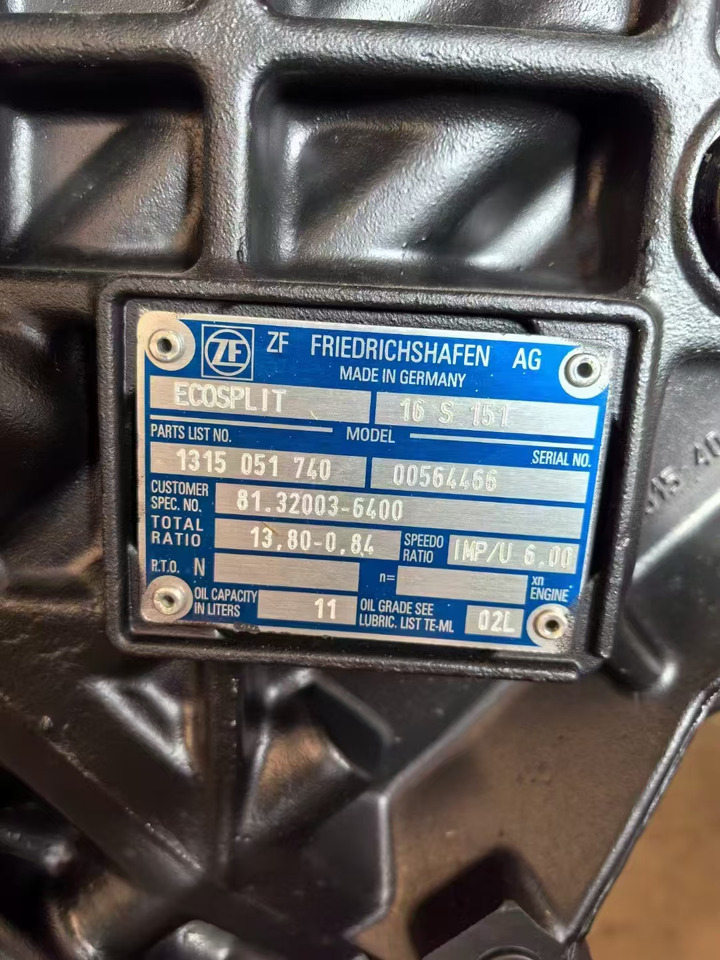 ZF ZF FRIEDRICHSHAFEN AG
MADE IN GERMANY
ECOSPLIT 16 S 151
PARTS LIST NO. MODEL SERIAL NO.
1315 051 740 00564466
CUSTOMER
SPEC. NO. 81.32003-6400
TOTAL
RATIO 13,80-0,84 SPEEDO
RATIO IMP/U 6.00
P.T.O. N n= xn
ENGINE
OIL CAPACITY
IN LITERS 11 OIL GRADE SEE
LUBRIC. LIST TE-ML 02L